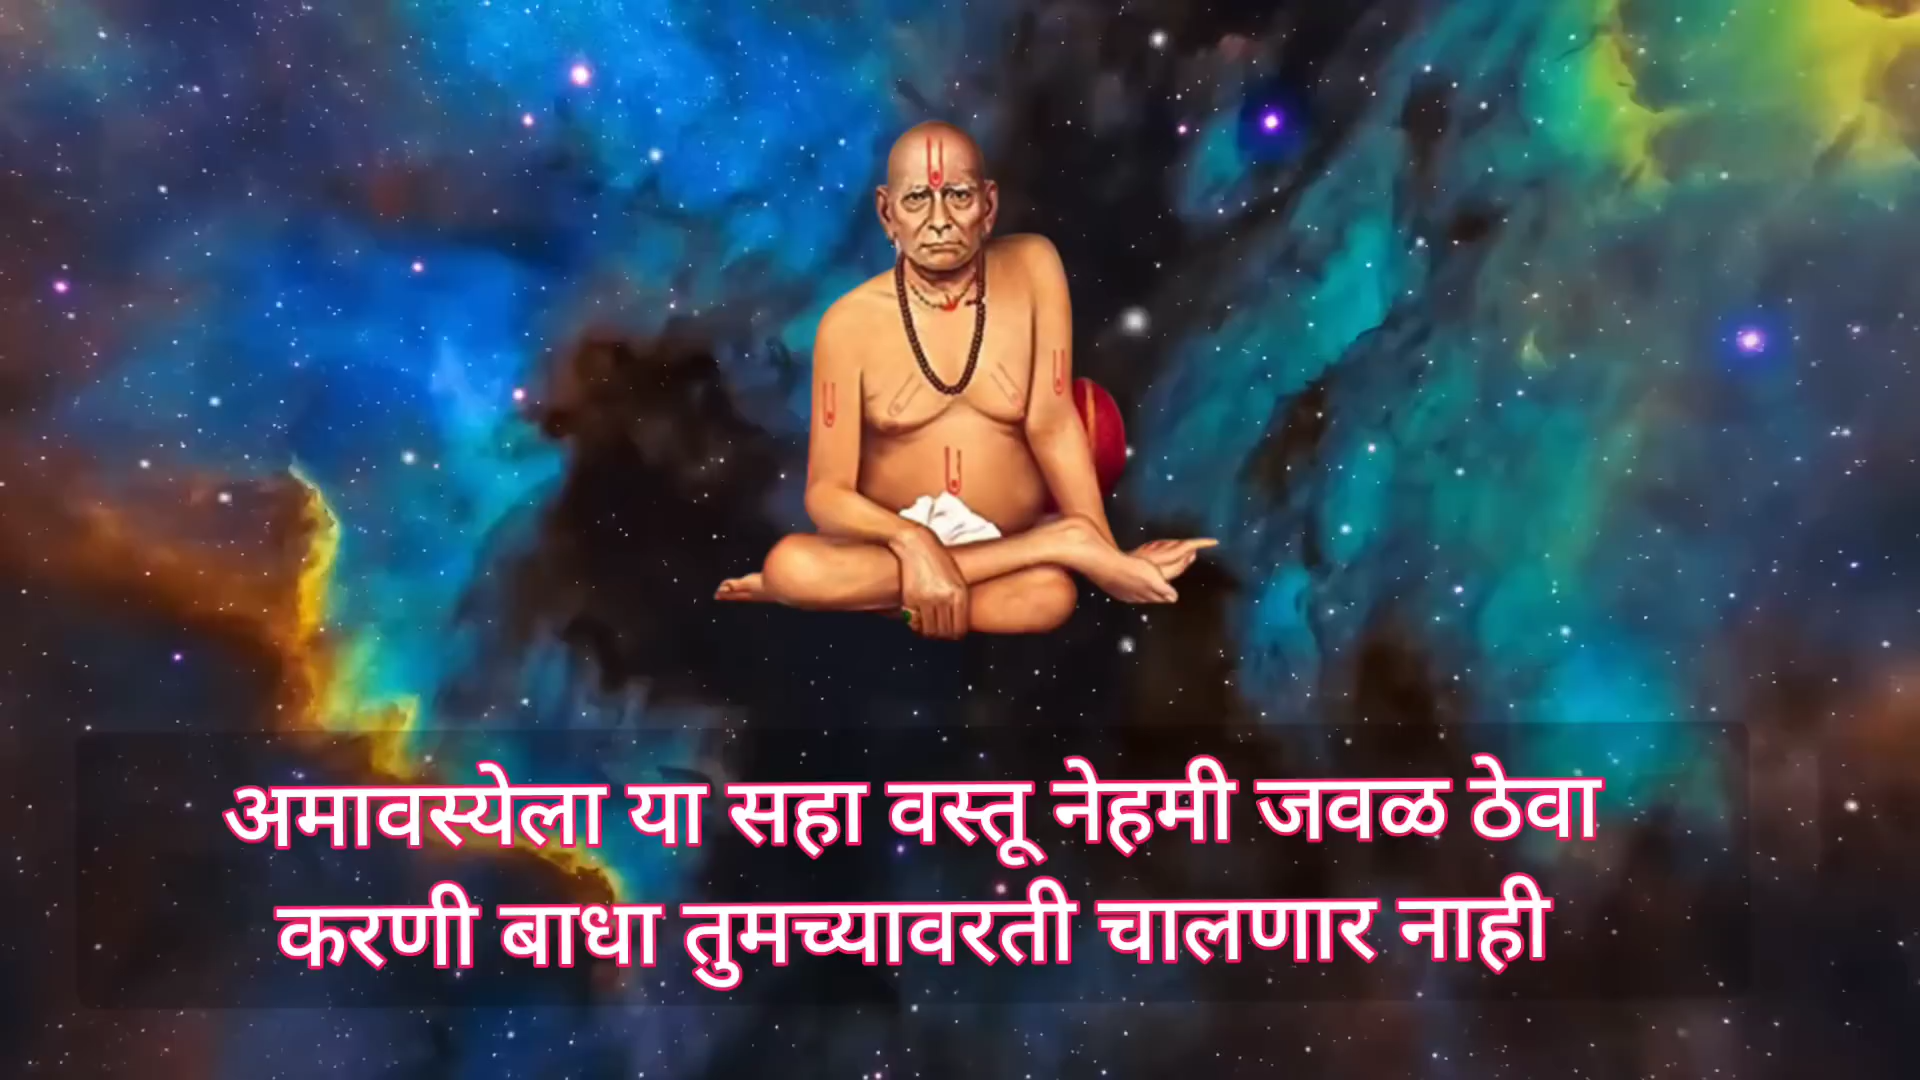 अमावस्येला या सहा वस्तू नेहमी जवळ ठेवा
करणी बाधा तुमच्यावरती चालणार नाही